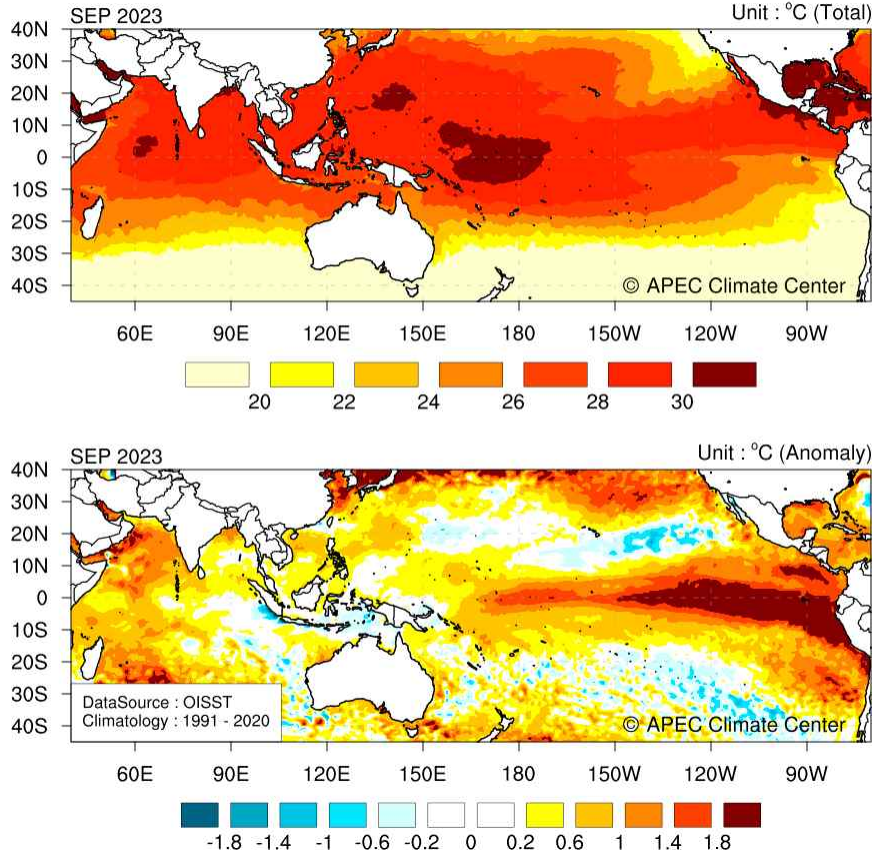 SEP 2023 Unit : °C (Total)
40N
30N
20N
10N
0
10S
20S
30S
40S
© APEC Climate Center
60E 90E 120E 150E 180 150W 120W 90W
20 22 24 26 28 30
SEP 2023 Unit : °C (Anomaly)
40N
30N
20N
10N
0
10S
20S
30S
40S
DataSource : OISST
Climatology : 1991 - 2020
© APEC Climate Center
60E 90E 120E 150E 180 150W 120W 90W
-1.8 -1.4 -1 -0.6 -0.2 0 0.2 0.6 1 1.4 1.8